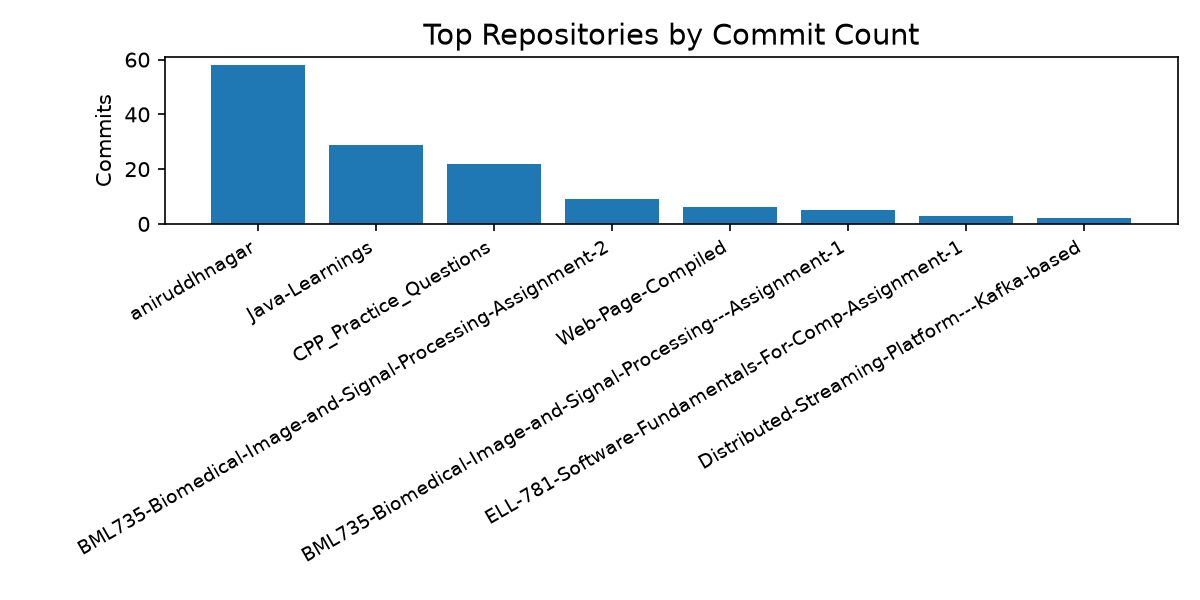 Top Repositories by Commit Count
Commits
60
40
20
0
aniruddhnagar
Java-Learnings
CPP_Practice_Questions
BML735-Biomedical-Image-and-Signal-Processing-Assignment-2
Web-Page-Compiled
BML735-Biomedical-Image-and-Signal-Processing---Assignment-1
ELL-781-Software-Fundamentals-For-Comp-Assignment-1
Distributed-Streaming-Platform---Kafka-based